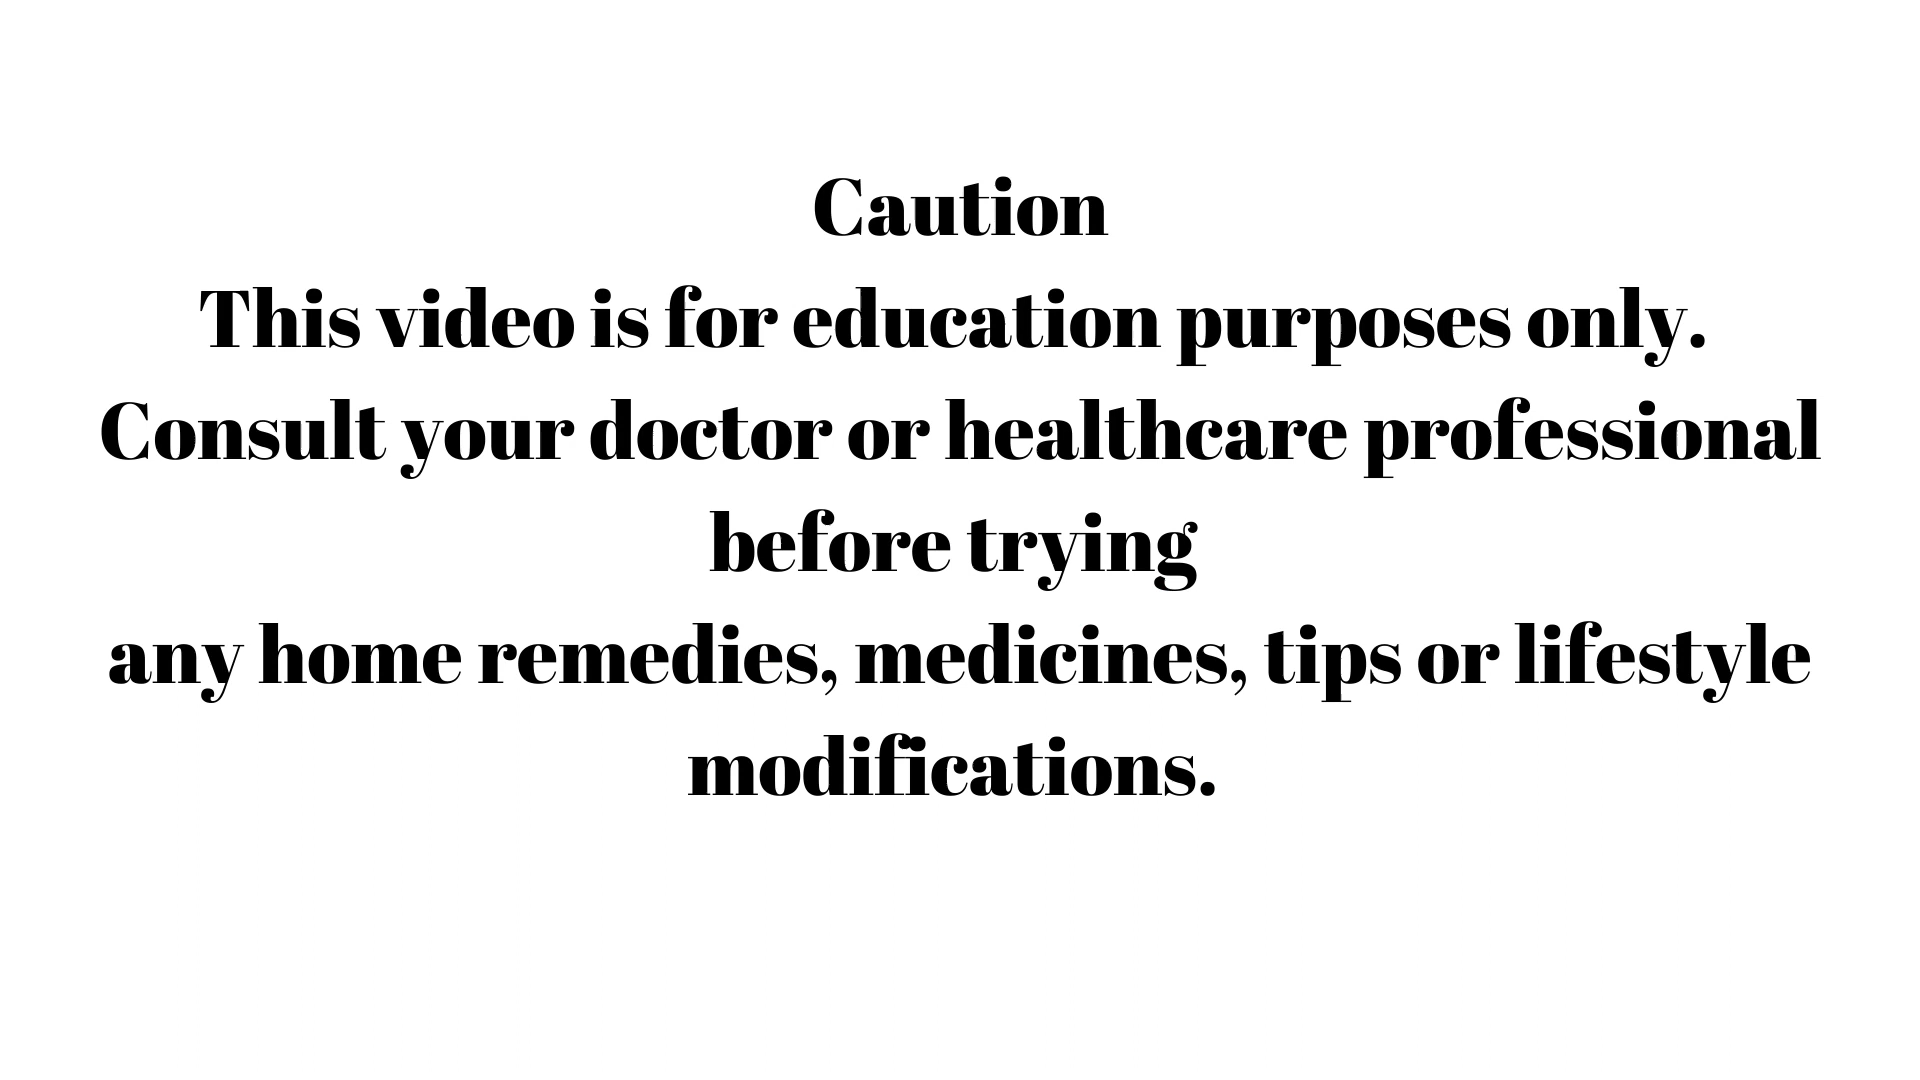 Caution
This video is for education purposes only.
Consult your doctor or healthcare professional
before trying
any home remedies, medicines, tips or lifestyle
modifications.